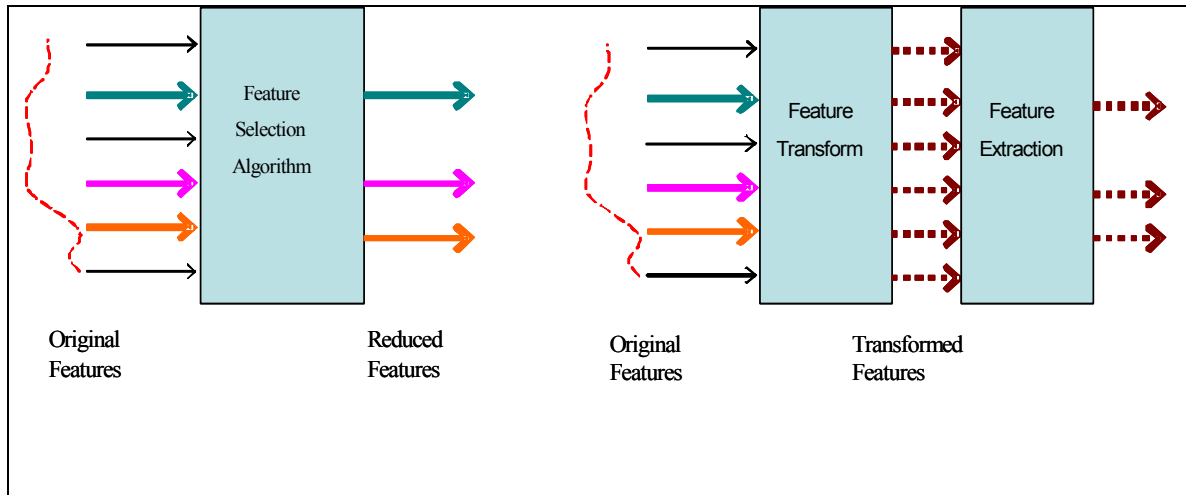 Feature
Selection
Algorithm
Original
Features
Reduced
Features
Feature
Transform
Feature
Extraction
Original
Features
Transformed
Features